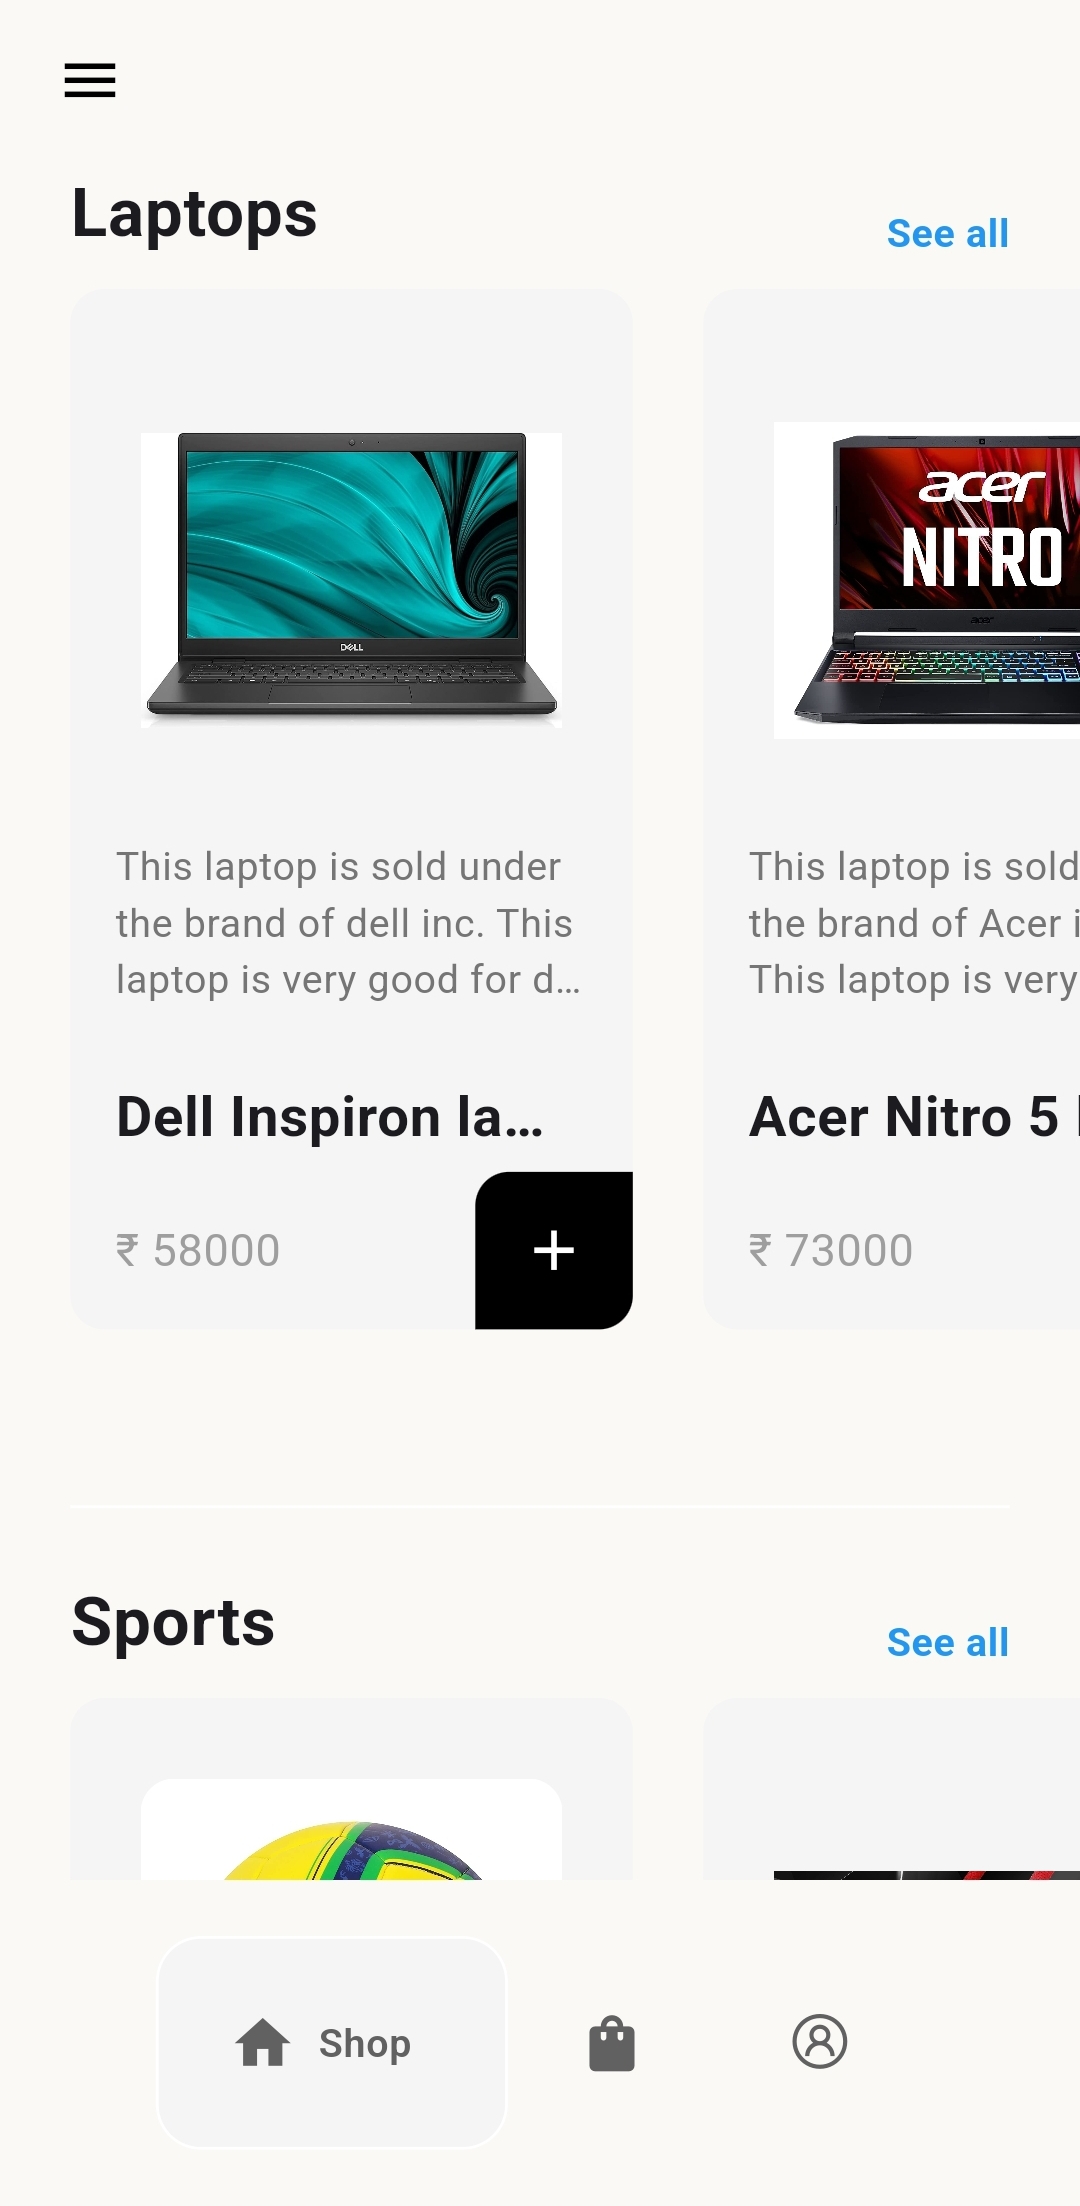 Laptops
See all
DELL
acer
NITRO
acer
This laptop is sold under
the brand of dell inc. This
laptop is very good for d...
Dell Inspiron la...
₹ 58000
+
This laptop is sold
the brand of Acer i
This laptop is very
Acer Nitro 5
₹ 73000
Sports
See all
Shop